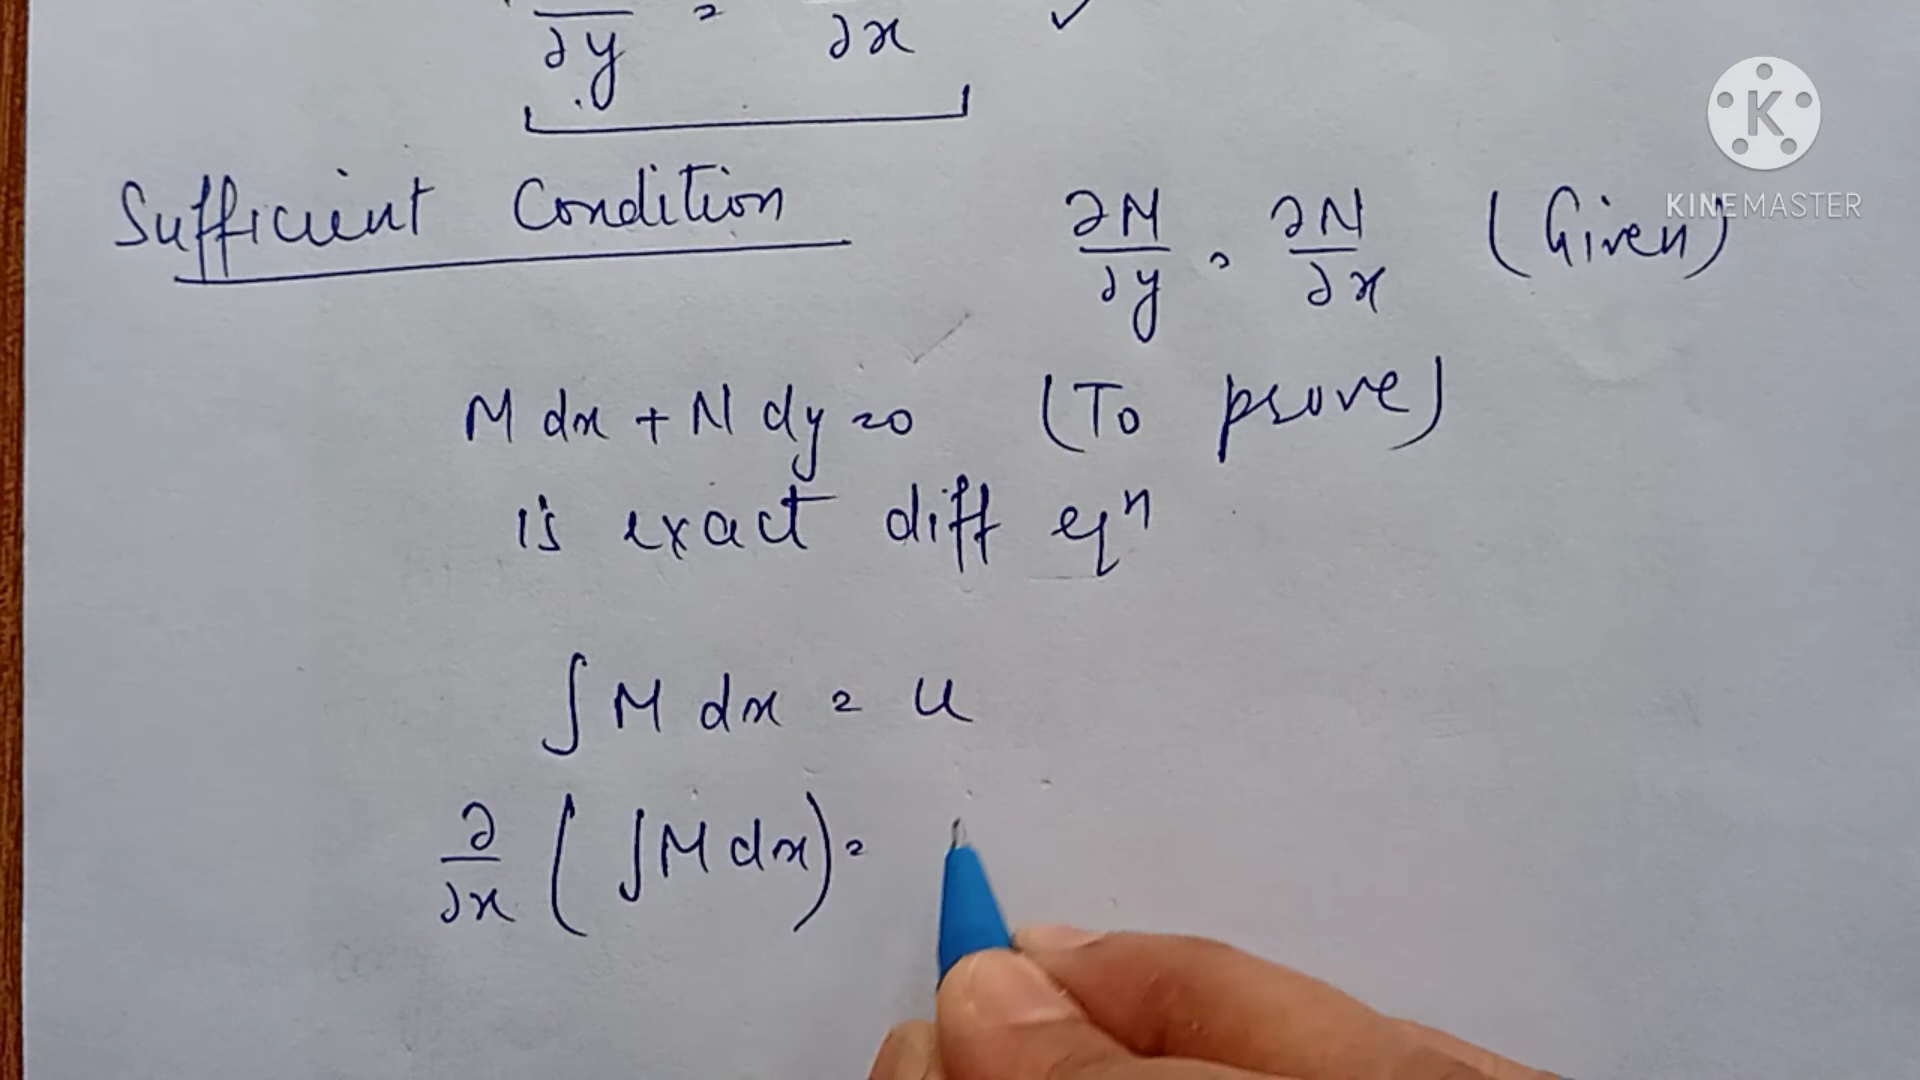 ∂y = ∂x ✓
Sufficient Condition ∂M/∂y = ∂N/∂x (Given)
M dx + N dy = 0 (To prove)
is exact diff eqⁿ
∫ M dx = u
∂/∂x ( ∫ M dx ) =
K
KINEMASTER